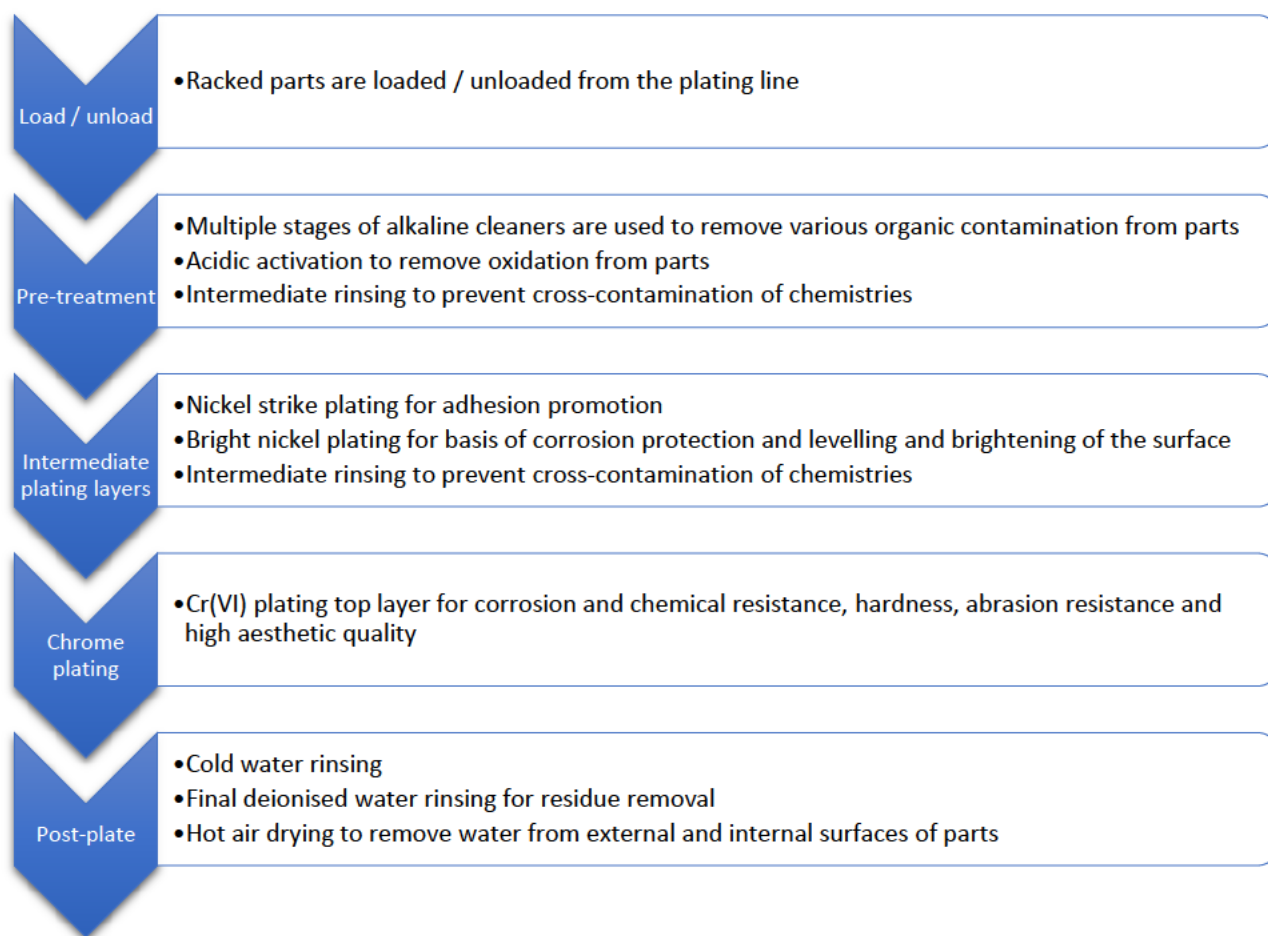 Load / unload
•Racked parts are loaded / unloaded from the plating line
Pre-treatment
•Multiple stages of alkaline cleaners are used to remove various organic contamination from parts
•Acidic activation to remove oxidation from parts
•Intermediate rinsing to prevent cross-contamination of chemistries
Intermediate
plating layers
•Nickel strike plating for adhesion promotion
•Bright nickel plating for basis of corrosion protection and levelling and brightening of the surface
•Intermediate rinsing to prevent cross-contamination of chemistries
Chrome
plating
•Cr(VI) plating top layer for corrosion and chemical resistance, hardness, abrasion resistance and
high aesthetic quality
Post-plate
•Cold water rinsing
•Final deionised water rinsing for residue removal
•Hot air drying to remove water from external and internal surfaces of parts